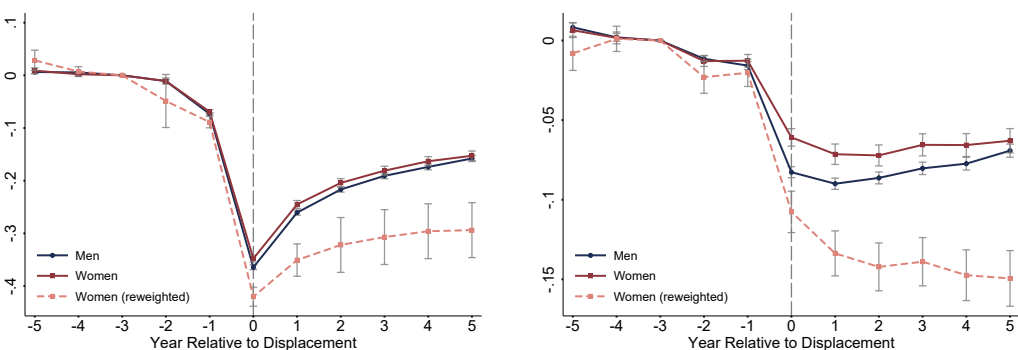 .1
0
-.1
-.2
-.3
-.4
Men
Women
Women (reweighted)
-5 -4 -3 -2 -1 0 1 2 3 4 5
Year Relative to Displacement
0
-.05
-.1
-.15
Men
Women
Women (reweighted)
-5 -4 -3 -2 -1 0 1 2 3 4 5
Year Relative to Displacement